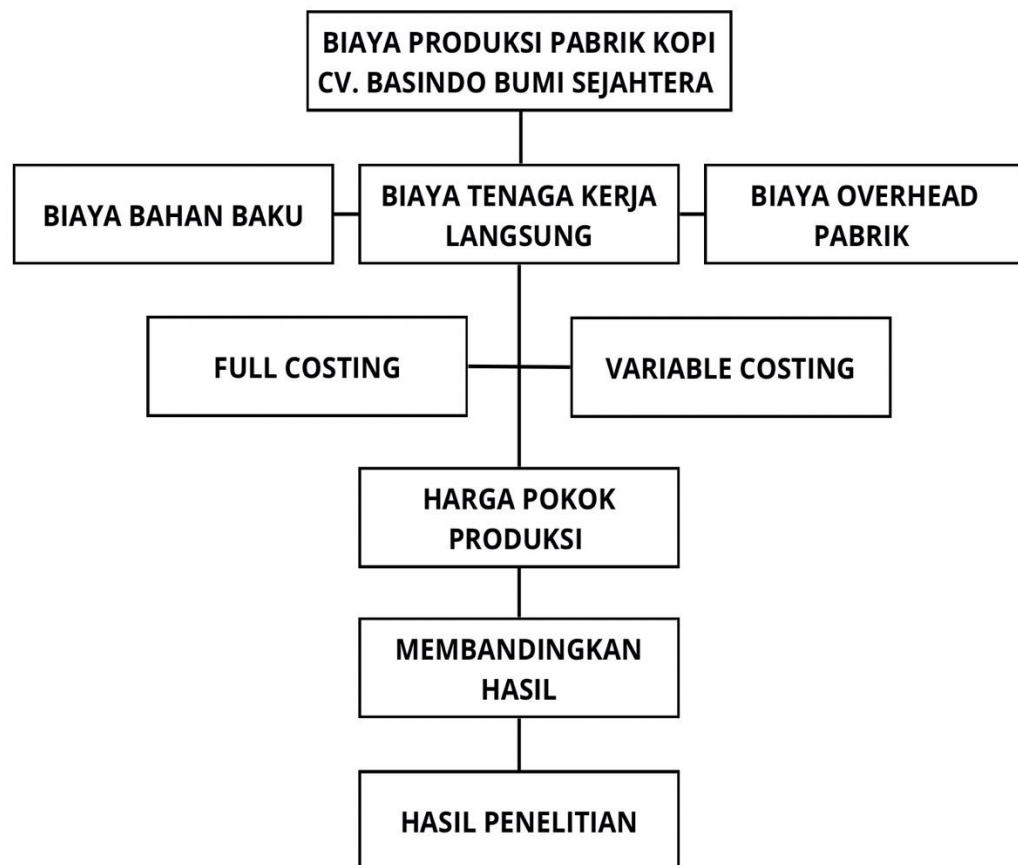 BIAYA PRODUKSI PABRIK KOPI
CV. BASINDO BUMI SEJAHTERA
BIAYA BAHAN BAKU
BIAYA TENAGA KERJA
LANGSUNG
BIAYA OVERHEAD
PABRIK
FULL COSTING
VARIABLE COSTING
HARGA POKOK
PRODUKSI
MEMBANDINGKAN
HASIL
HASIL PENELITIAN